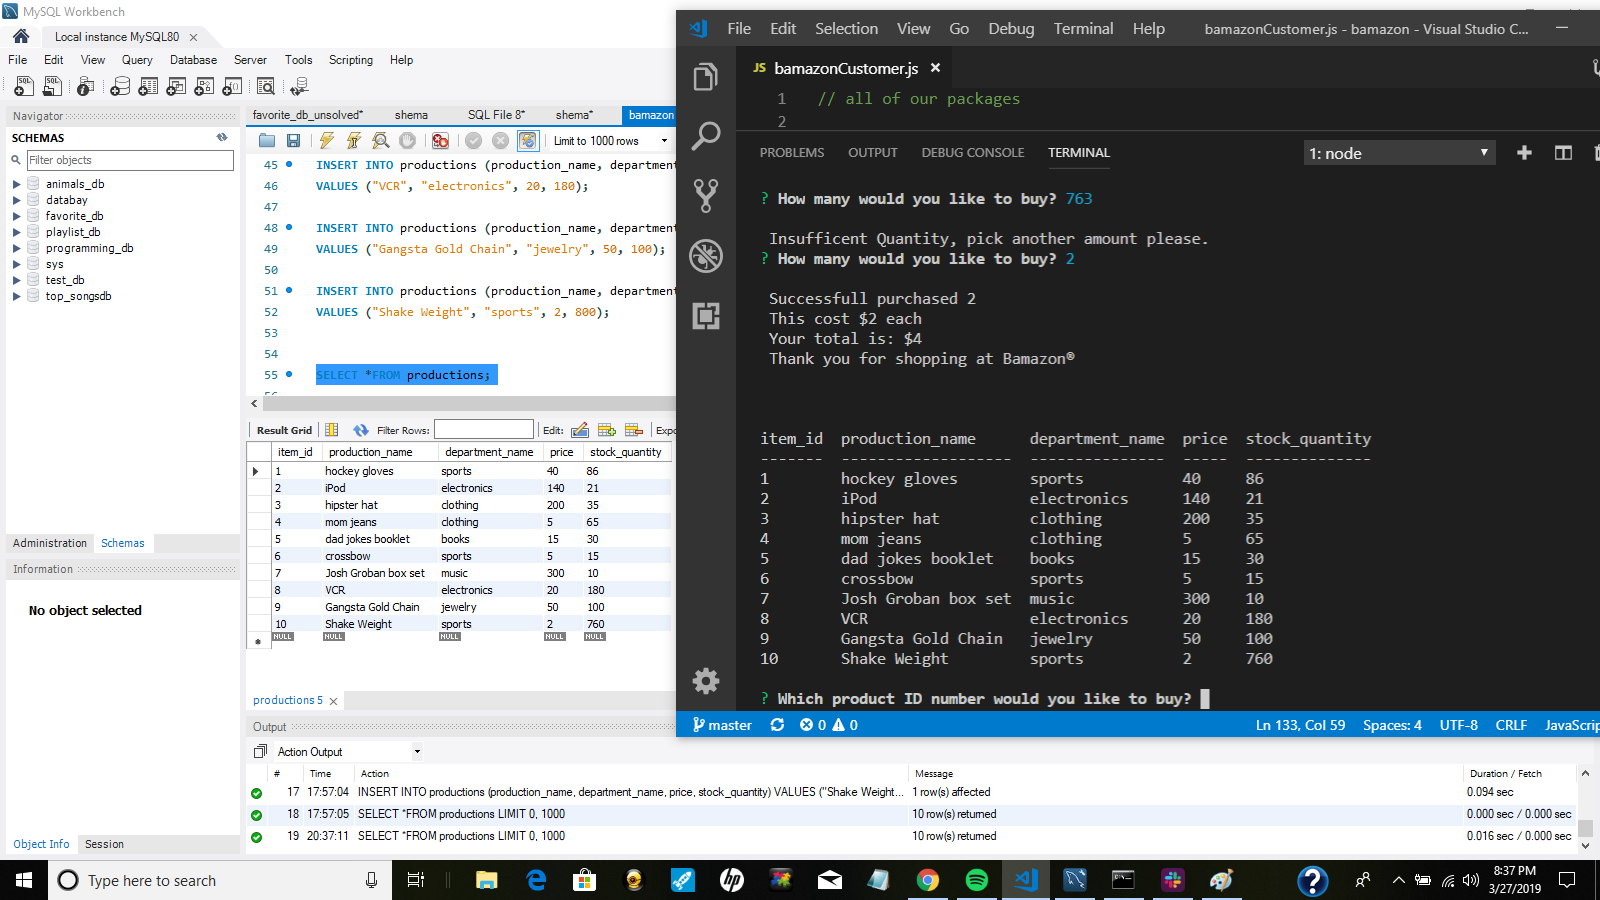 MySQL Workbench
Local instance MySQL80
File Edit View Query Database Server Tools Scripting Help
Navigator
SCHEMAS
Filter objects
animals_db
databay
favorite_db
playlist_db
programming_db
sys
test_db
top_songsdb
Administration Schemas
Information
No object selected
Object Info Session
favorite_db_unsolved* shema SQL File 8* shema* bamazon
Limit to 1000 rows
45 INSERT INTO productions (production_name, department
46 VALUES ("VCR", "electronics", 20, 180);
47
48 INSERT INTO productions (production_name, department
49 VALUES ("Gangsta Gold Chain", "jewelry", 50, 100);
50
51 INSERT INTO productions (production_name, department
52 VALUES ("Shake Weight", "sports", 2, 800);
53
54
55 SELECT *FROM productions;
Result Grid Filter Rows: Edit: Expo
item_id production_name department_name price stock_quantity
1 hockey gloves sports 40 86
2 iPod electronics 140 21
3 hipster hat clothing 200 35
4 mom jeans clothing 5 65
5 dad jokes booklet books 15 30
6 crossbow sports 5 15
7 Josh Groban box set music 300 10
8 VCR electronics 20 180
9 Gangsta Gold Chain jewelry 50 100
10 Shake Weight sports 2 760
NULL NULL NULL NULL NULL
productions 5
Output
Action Output
# Time Action Message Duration / Fetch
17 17:57:04 INSERT INTO productions (production_name, department_name, price, stock_quantity) VALUES ("Shake Weight... 1 row(s) affected 0.094 sec
18 17:57:05 SELECT *FROM productions LIMIT 0, 1000 10 row(s) returned 0.000 sec / 0.000 sec
19 20:37:11 SELECT *FROM productions LIMIT 0, 1000 10 row(s) returned 0.016 sec / 0.000 sec
File Edit Selection View Go Debug Terminal Help bamazonCustomer.js - bamazon - Visual Studio C...
JS bamazonCustomer.js
1 // all of our packages
2
PROBLEMS OUTPUT DEBUG CONSOLE TERMINAL 1: node
? How many would you like to buy? 763
Insufficent Quantity, pick another amount please.
? How many would you like to buy? 2
Successfull purchased 2
This cost $2 each
Your total is: $4
Thank you for shopping at Bamazon®
item_id production_name department_name price stock_quantity
------- ------------------- --------------- ----- --------------
1 hockey gloves sports 40 86
2 iPod electronics 140 21
3 hipster hat clothing 200 35
4 mom jeans clothing 5 65
5 dad jokes booklet books 15 30
6 crossbow sports 5 15
7 Josh Groban box set music 300 10
8 VCR electronics 20 180
9 Gangsta Gold Chain jewelry 50 100
10 Shake Weight sports 2 760
? Which product ID number would you like to buy?
master 0 0 Ln 133, Col 59 Spaces: 4 UTF-8 CRLF JavaScrip
Type here to search
8:37 PM
3/27/2019